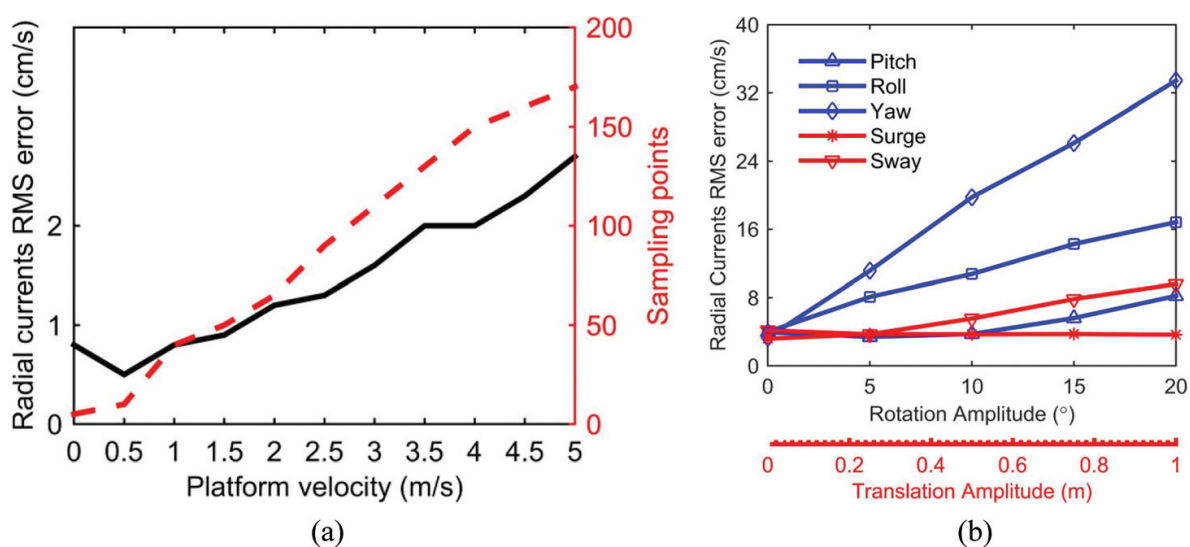 Radial currents RMS error (cm/s)
2
1
0
0 0.5 1 1.5 2 2.5 3 3.5 4 4.5 5
Platform velocity (m/s)
200
150
100
50
0
Sampling points
(a)
Radial Currents RMS error (cm/s)
40
32
24
16
8
0
Pitch
Roll
Yaw
Surge
Sway
0 5 10 15 20
Rotation Amplitude (°)
0 0.2 0.4 0.6 0.8 1
Translation Amplitude (m)
(b)